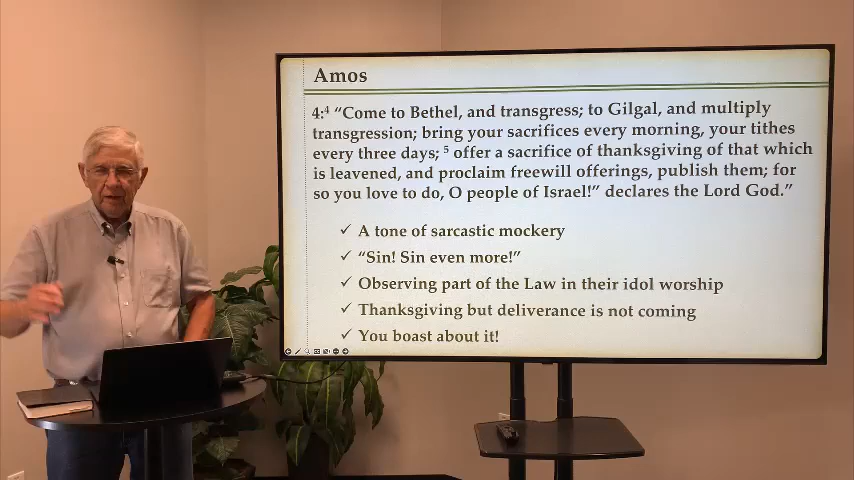 Amos
4:4 “Come to Bethel, and transgress; to Gilgal, and multiply
transgression; bring your sacrifices every morning, your tithes
every three days; 5 offer a sacrifice of thanksgiving of that which
is leavened, and proclaim freewill offerings, publish them; for
so you love to do, O people of Israel!” declares the Lord God.”
✓ A tone of sarcastic mockery
✓ “Sin! Sin even more!”
✓ Observing part of the Law in their idol worship
✓ Thanksgiving but deliverance is not coming
✓ You boast about it!